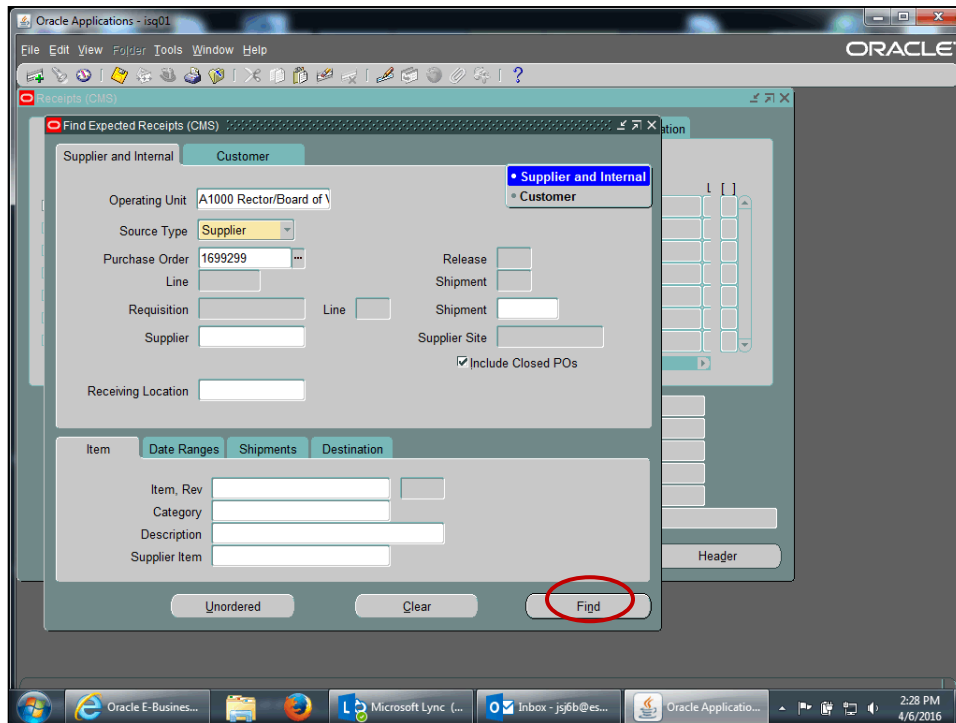 Oracle Applications - isq01
File Edit View Folder Tools Window Help
ORACLE
Receipts (CMS)
Find Expected Receipts (CMS)
Supplier and Internal Customer
• Supplier and Internal
• Customer
Operating Unit A1000 Rector/Board of V
Source Type Supplier
Purchase Order 1699299 ... Release
Line Shipment
Requisition Line Shipment
Supplier Supplier Site
Include Closed POs
Receiving Location
Item Date Ranges Shipments Destination
Item, Rev
Category
Description
Supplier Item
Header
Unordered Clear Find
Oracle E-Busines... Microsoft Lync (... Inbox - jsj6b@es... Oracle Applicatio... 2:28 PM
4/6/2016